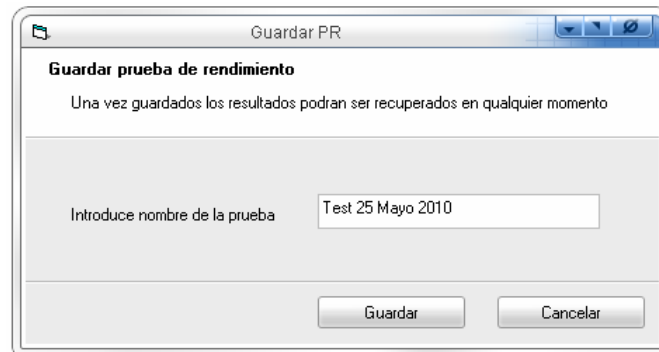 Guardar PR
Guardar prueba de rendimiento
Una vez guardados los resultados podran ser recuperados en qualquier momento
Introduce nombre de la prueba
Test 25 Mayo 2010
Guardar
Cancelar